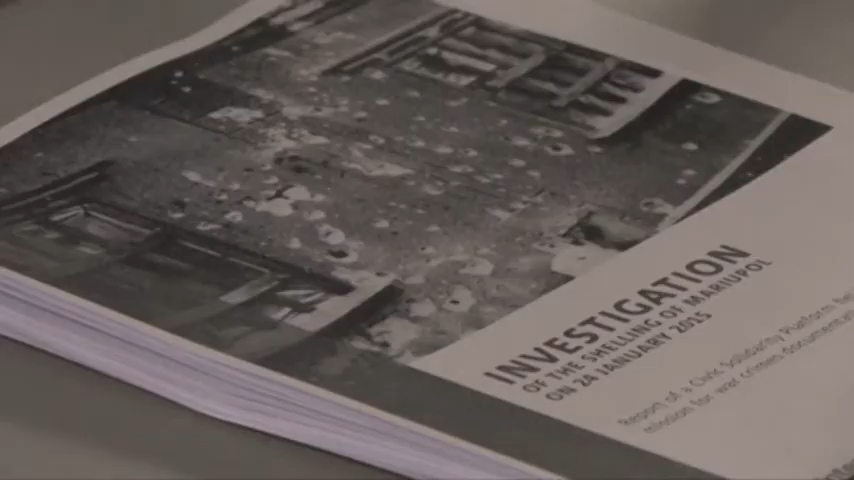 INVESTIGATION
OF THE SHELLING OF MARIUPOL
ON 24 JANUARY 2015
Report of a Civic Solidarity Platform
mission for war crimes